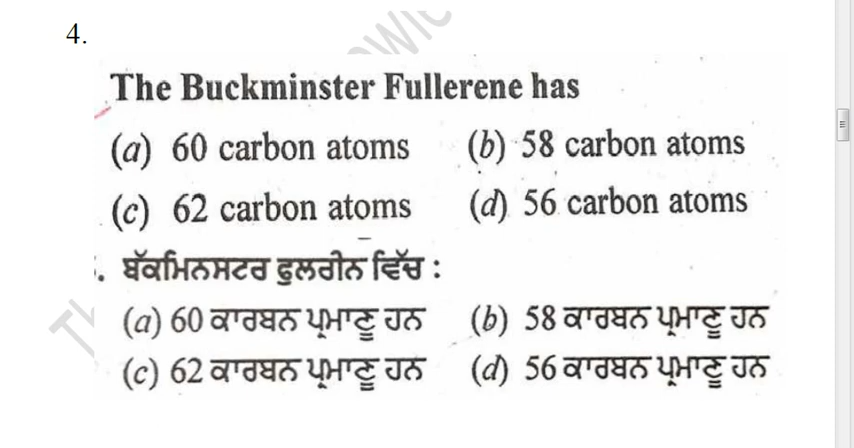 4.
The Buckminster Fullerene has
(a) 60 carbon atoms (b) 58 carbon atoms
(c) 62 carbon atoms (d) 56 carbon atoms
ਬੱਕਮਿਨਸਟਰ ਫੁਲਰੀਨ ਵਿੱਚ :
(a) 60 ਕਾਰਬਨ ਪ੍ਰਮਾਣੂ ਹਨ (b) 58 ਕਾਰਬਨ ਪ੍ਰਮਾਣੂ ਹਨ
(c) 62 ਕਾਰਬਨ ਪ੍ਰਮਾਣੂ ਹਨ (d) 56 ਕਾਰਬਨ ਪ੍ਰਮਾਣੂ ਹਨ